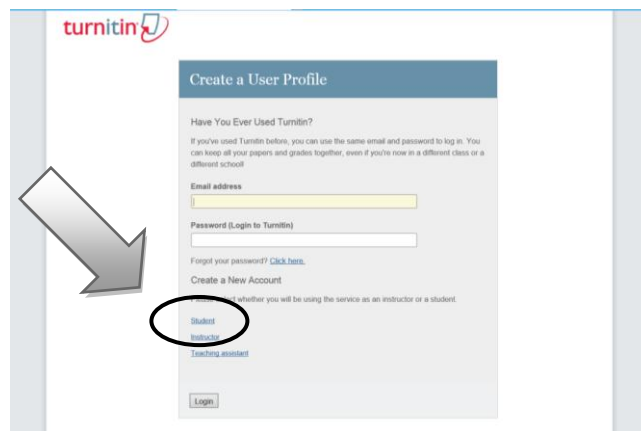 turnitin
Create a User Profile
Have You Ever Used Turnitin?
If you've used Turnitin before, you can use the same email and password to log in. You
can keep all your papers and grades together, even if you're now in a different class or a
different school!
Email address
Password (Login to Turnitin)
Forgot your password? Click here.
Create a New Account
Please select whether you will be using the service as an instructor or a student.
Student
Instructor
Teaching assistant
Login